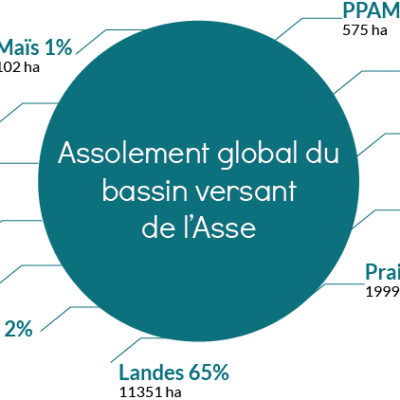 PPAM
575 ha
Maïs 1%
102 ha
Assolement global du
bassin versant
de l'Asse
Prai
1999
2%
Landes 65%
11351 ha